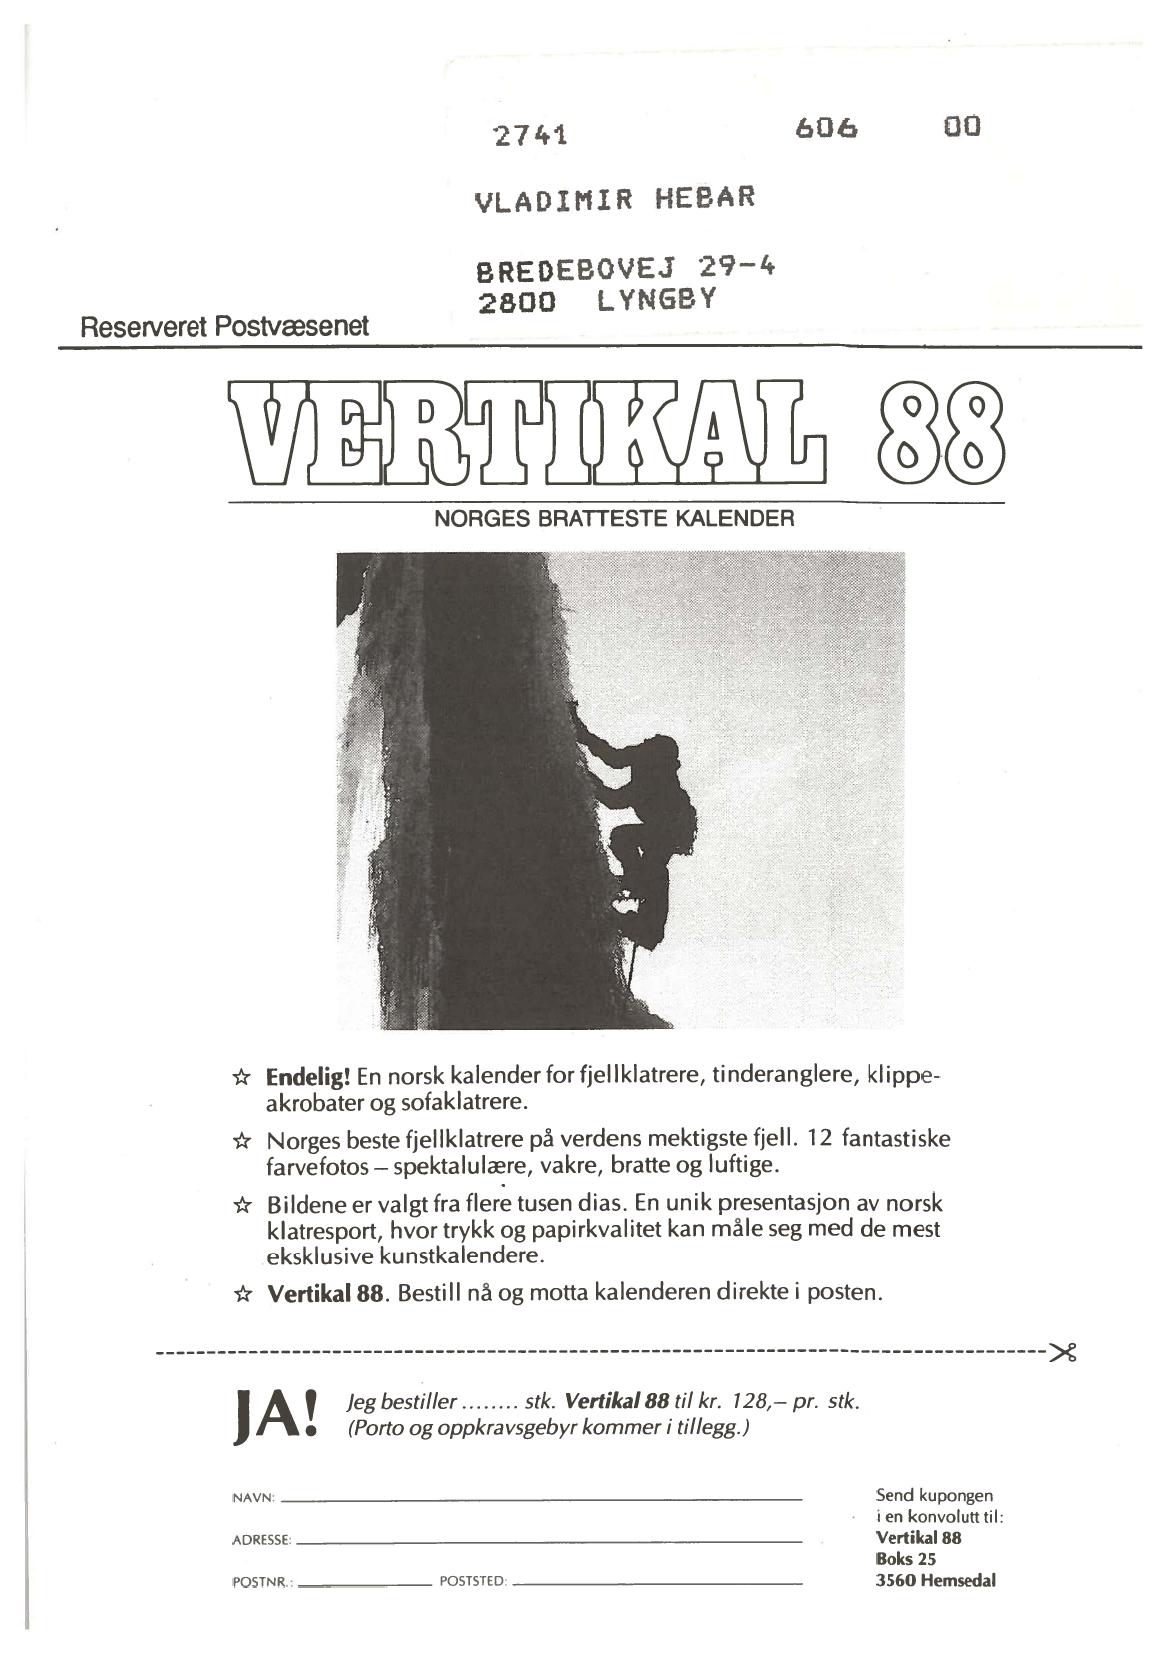 2741 606 00
VLADIMIR HEBAR
BREDEBOVEJ 29-4
2800 LYNGBY
Reserveret Postvæsenet
VERTIKAL 88
NORGES BRATTESTE KALENDER
☆ Endelig! En norsk kalender for fjellklatrere, tinderanglere, klippe-
akrobater og sofaklatrere.
☆ Norges beste fjellklatrere på verdens mektigste fjell. 12 fantastiske
farvefotos – spektalulære, vakre, bratte og luftige.
☆ Bildene er valgt fra flere tusen dias. En unik presentasjon av norsk
klatresport, hvor trykk og papirkvalitet kan måle seg med de mest
eksklusive kunstkalendere.
☆ Vertikal 88. Bestill nå og motta kalenderen direkte i posten.
JA! Jeg bestiller ........ stk. Vertikal 88 til kr. 128,– pr. stk.
(Porto og oppkravsgebyr kommer i tillegg.)
NAVN:
ADRESSE:
POSTNR.: POSTSTED:
Send kupongen
i en konvolutt til:
Vertikal 88
Boks 25
3560 Hemsedal